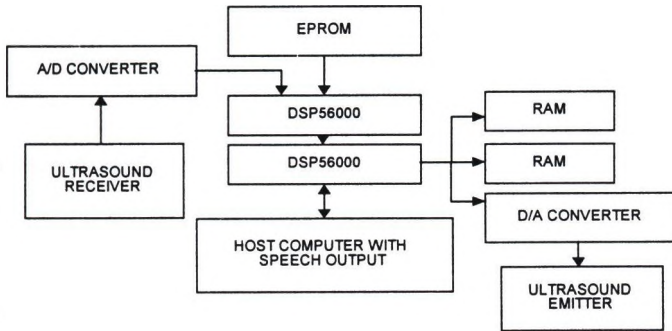 EPROM
A/D CONVERTER
DSP56000
RAM
DSP56000
RAM
ULTRASOUND
RECEIVER
D/A CONVERTER
HOST COMPUTER WITH
SPEECH OUTPUT
ULTRASOUND
EMITTER